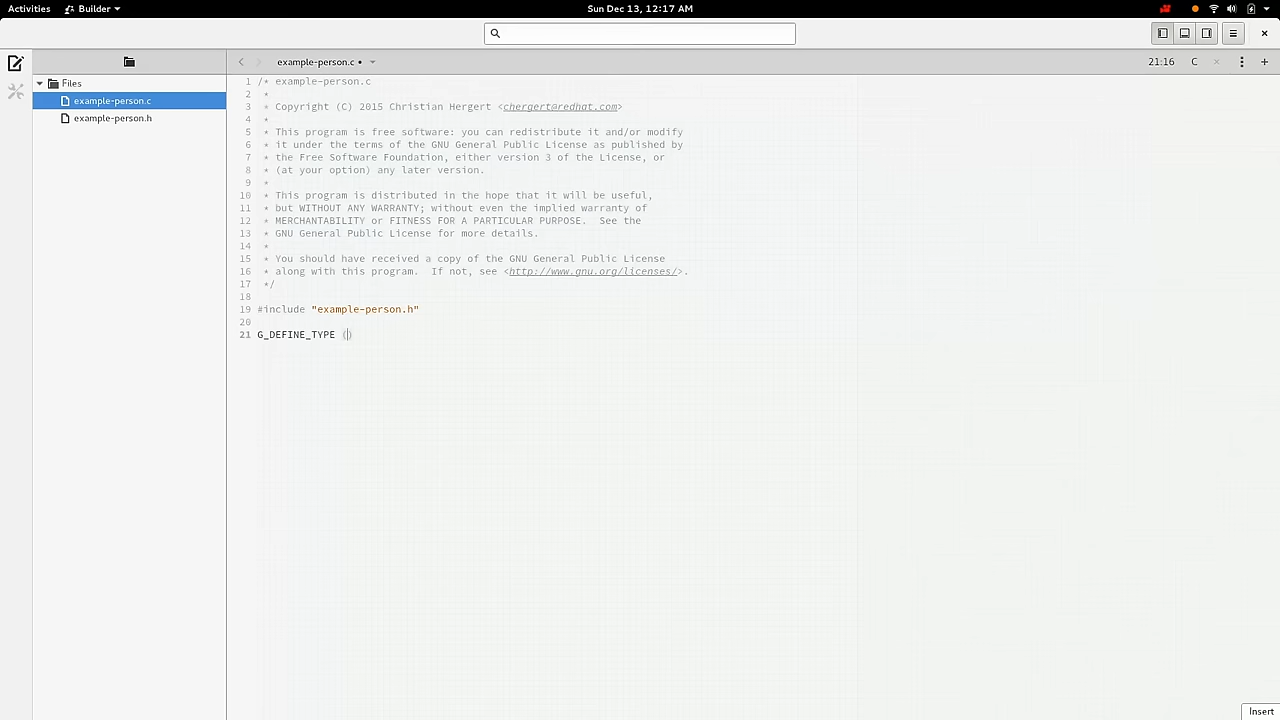 Activities Builder Sun Dec 13, 12:17 AM
example-person.c • 21:16 C
Files
example-person.c
example-person.h
1 /* example-person.c
2 *
3 * Copyright (C) 2015 Christian Hergert <chergert@redhat.com>
4 *
5 * This program is free software: you can redistribute it and/or modify
6 * it under the terms of the GNU General Public License as published by
7 * the Free Software Foundation, either version 3 of the License, or
8 * (at your option) any later version.
9 *
10 * This program is distributed in the hope that it will be useful,
11 * but WITHOUT ANY WARRANTY; without even the implied warranty of
12 * MERCHANTABILITY or FITNESS FOR A PARTICULAR PURPOSE.  See the
13 * GNU General Public License for more details.
14 *
15 * You should have received a copy of the GNU General Public License
16 * along with this program.  If not, see <http://www.gnu.org/licenses/>.
17 */
18
19 #include "example-person.h"
20
21 G_DEFINE_TYPE ()
Insert